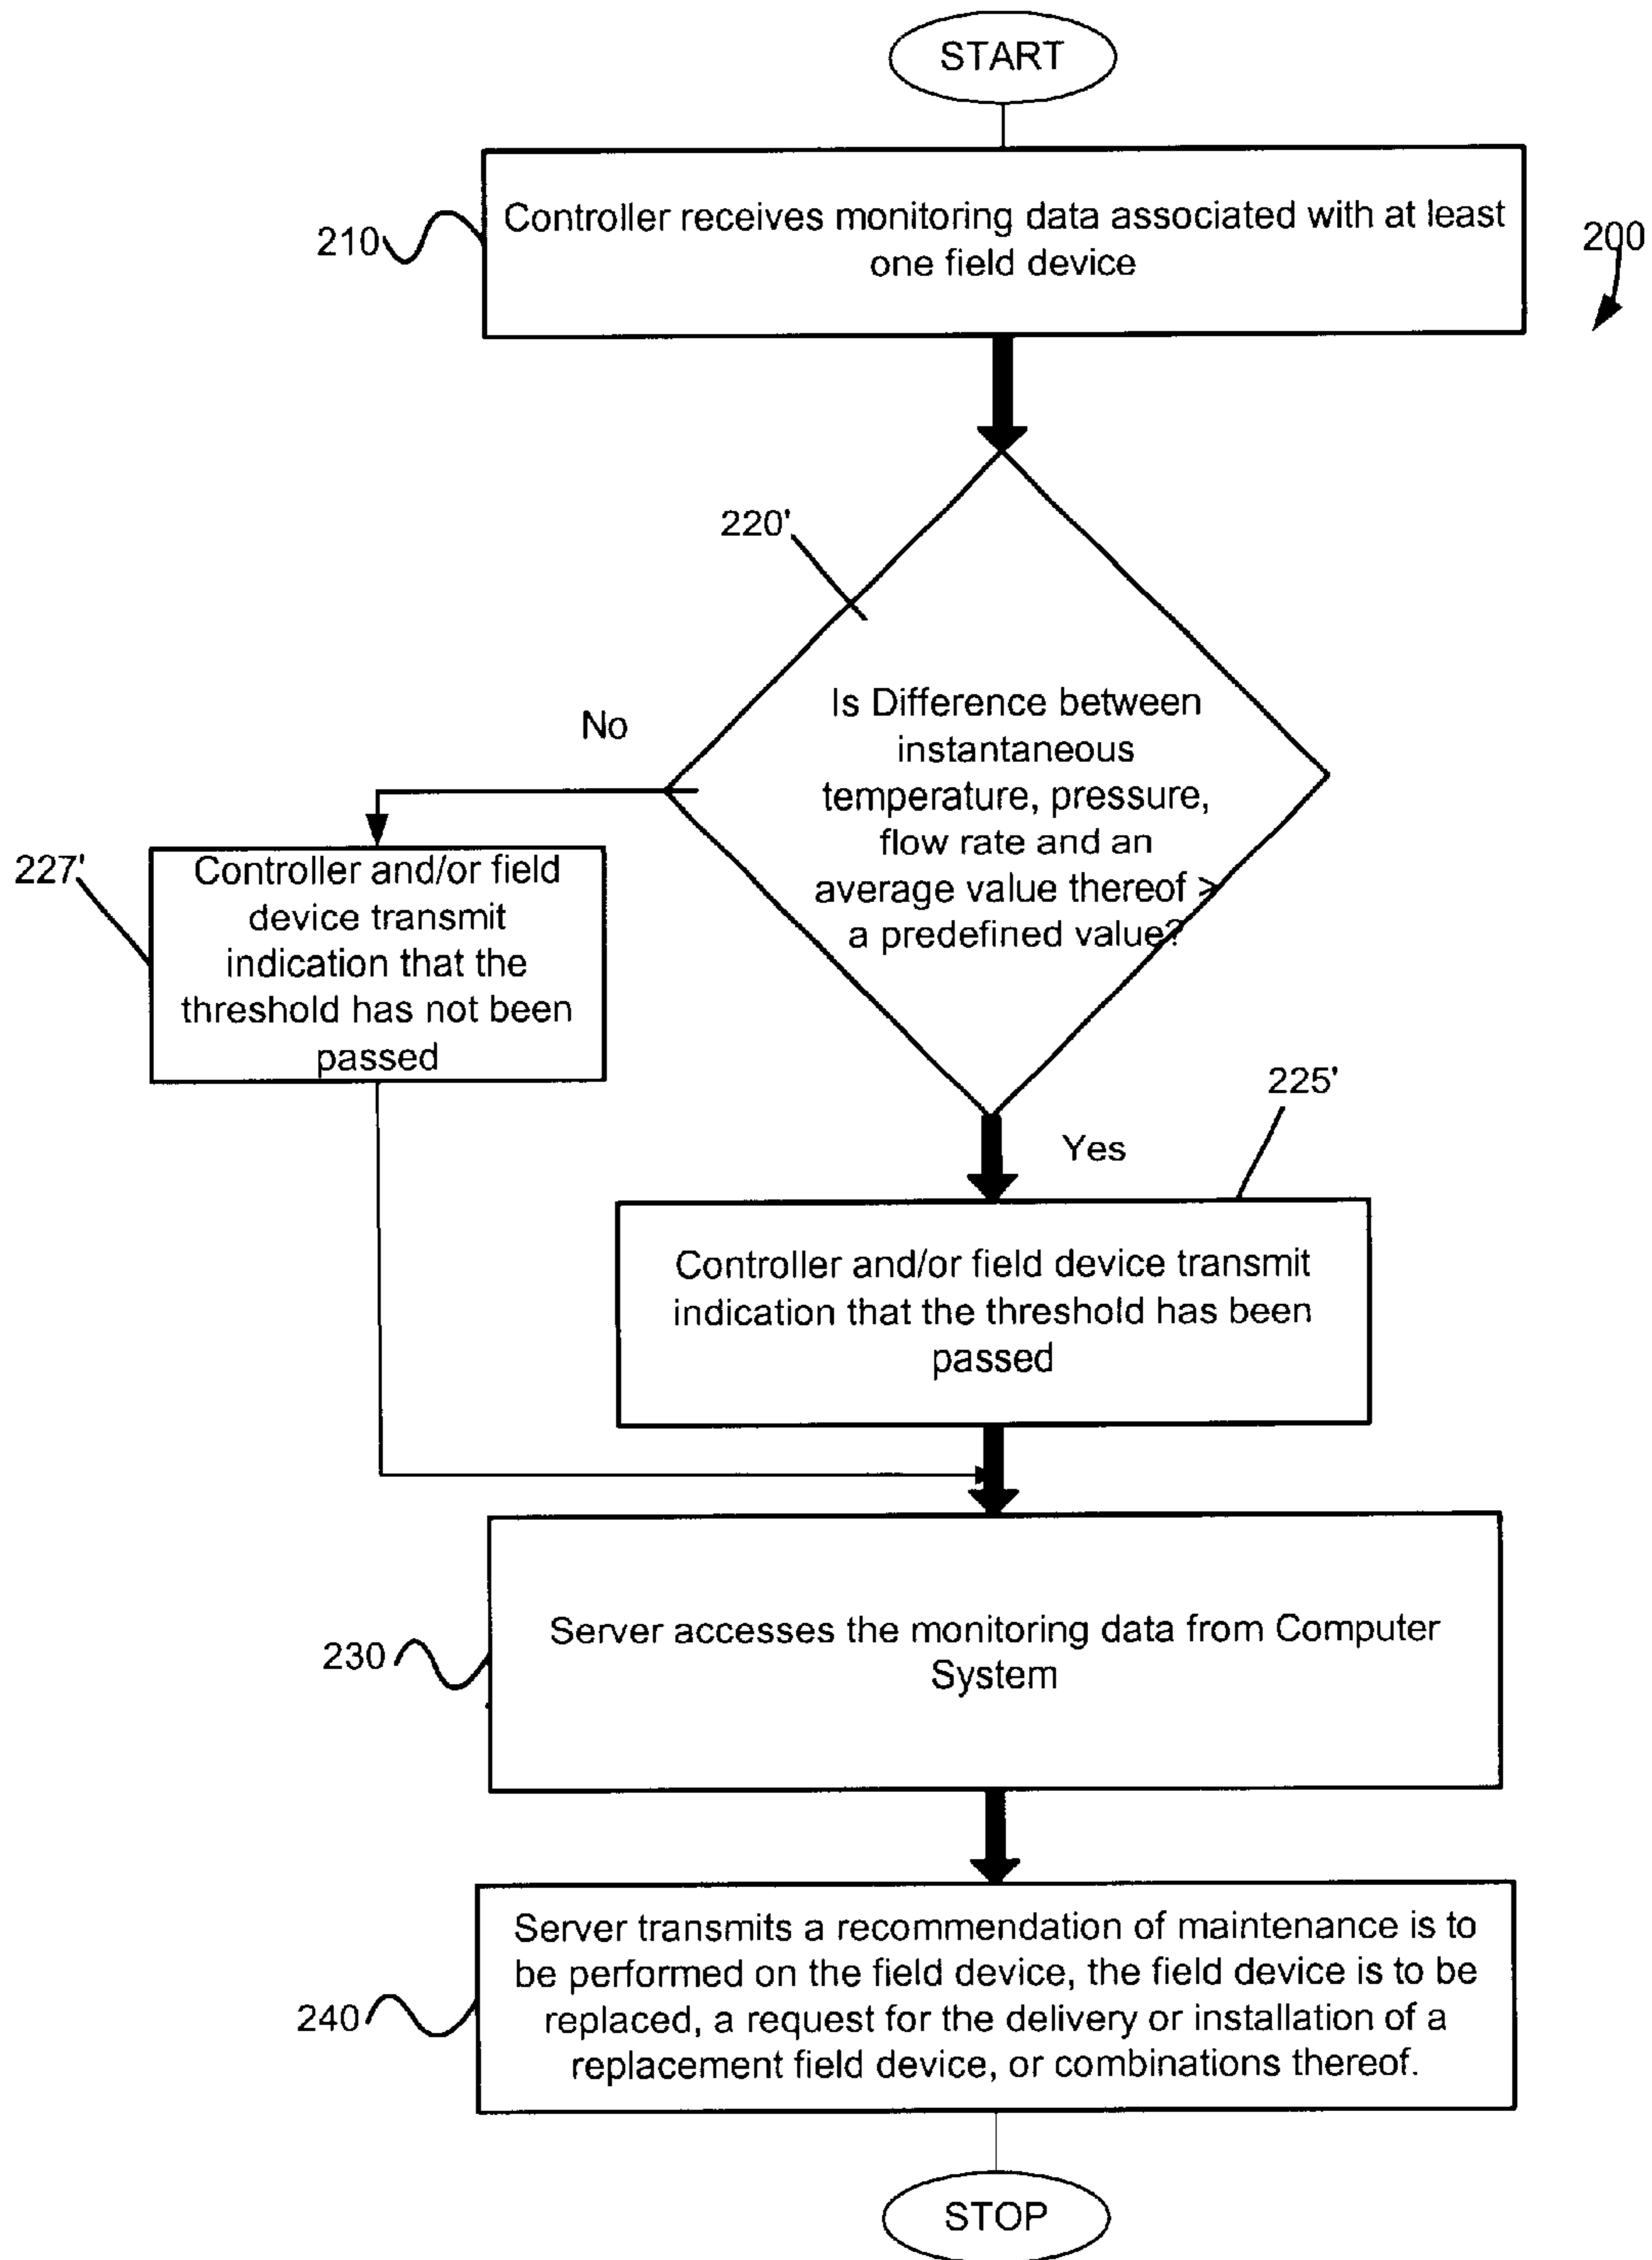 START
210
Controller receives monitoring data associated with at least
one field device
200
220'
Is Difference between
instantaneous
temperature, pressure,
flow rate and an
average value thereof >
a predefined value?
No
227'
Controller and/or field
device transmit
indication that the
threshold has not been
passed
Yes
225'
Controller and/or field device transmit
indication that the threshold has been
passed
230
Server accesses the monitoring data from Computer
System
240
Server transmits a recommendation of maintenance is to
be performed on the field device, the field device is to be
replaced, a request for the delivery or installation of a
replacement field device, or combinations thereof.
STOP